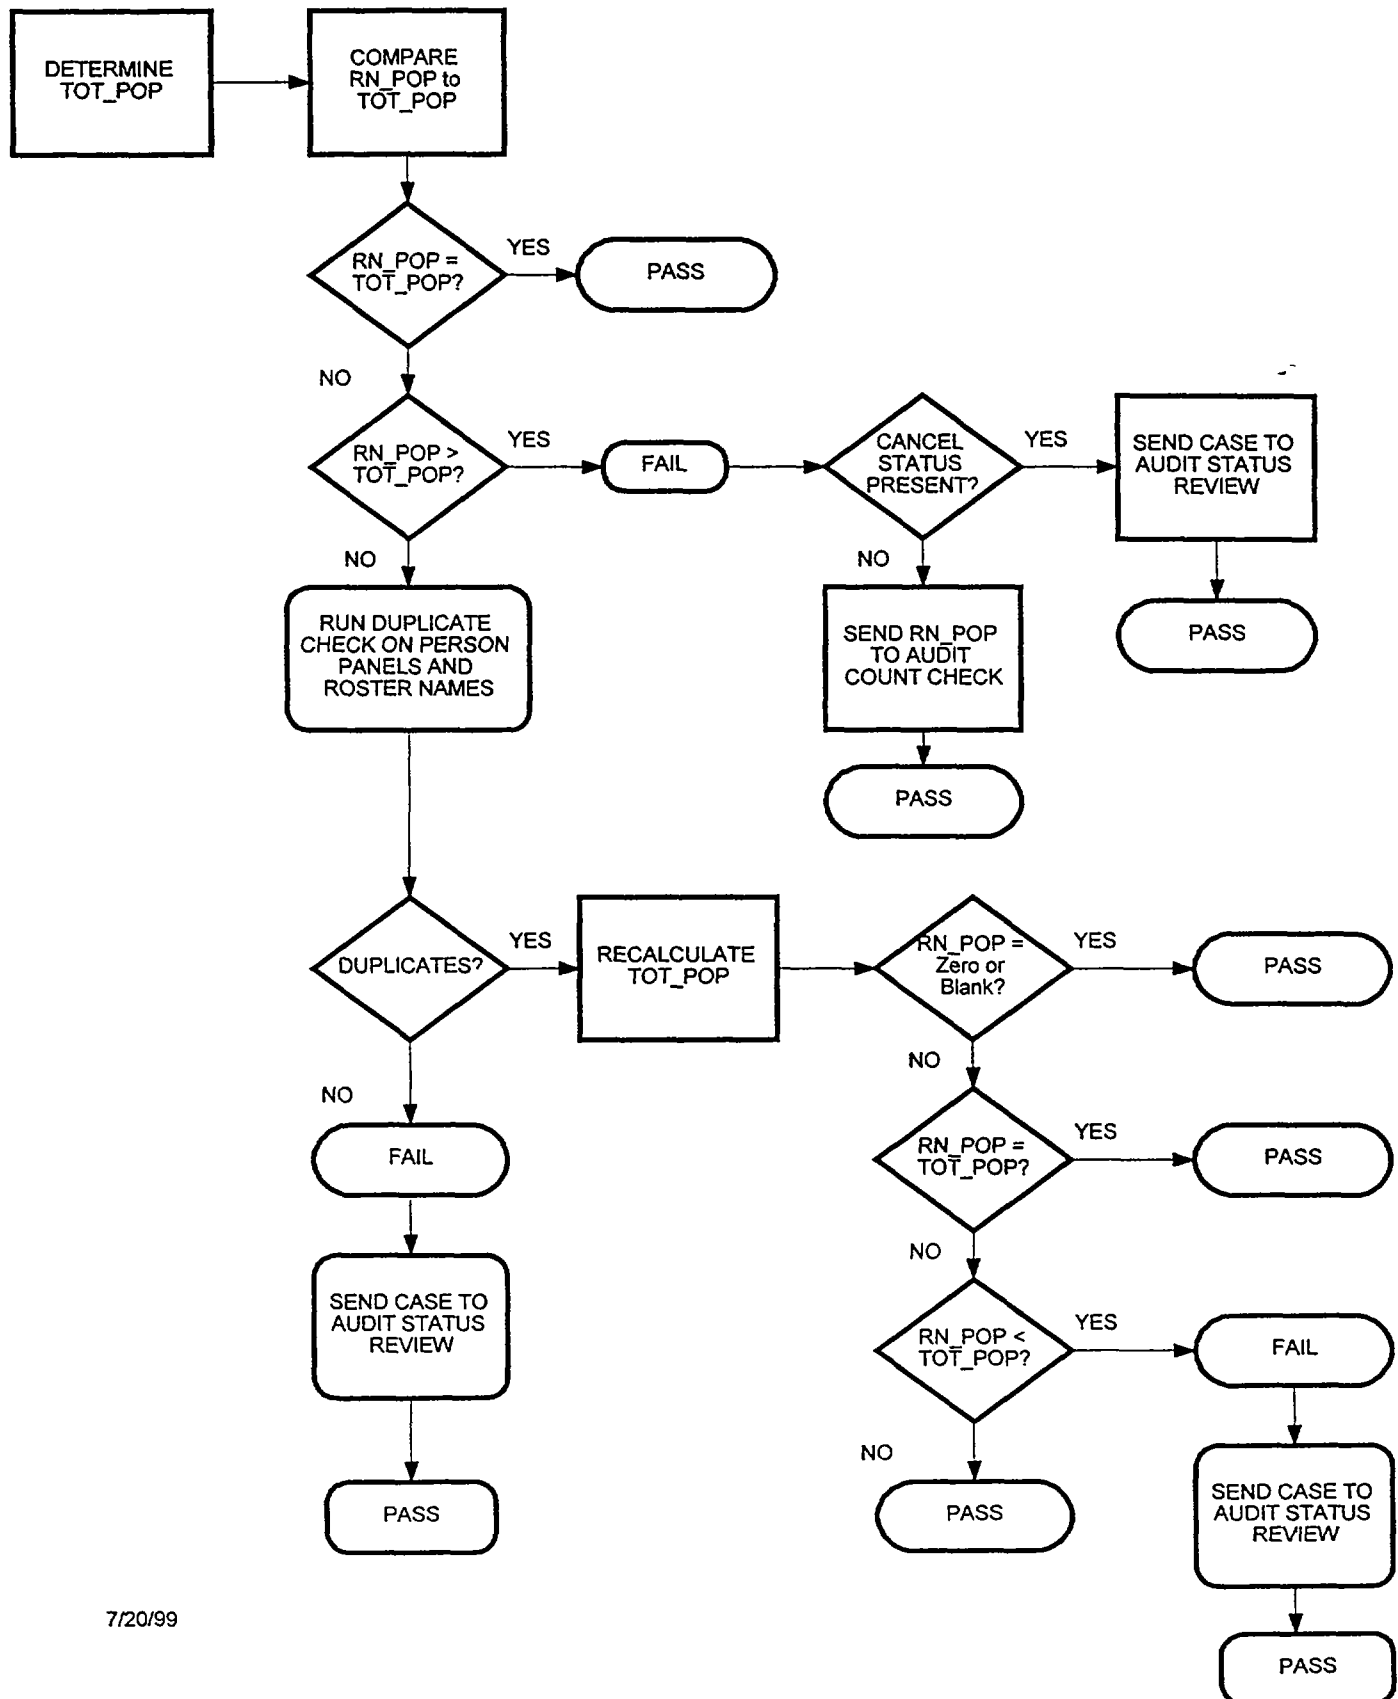 DETERMINE
TOT_POP
COMPARE
RN_POP to
TOT_POP
RN_POP =
TOT_POP?
YES
PASS
NO
RN_POP >
TOT_POP?
YES
FAIL
CANCEL
STATUS
PRESENT?
YES
SEND CASE TO
AUDIT STATUS
REVIEW
PASS
NO
SEND RN_POP
TO AUDIT
COUNT CHECK
PASS
NO
RUN DUPLICATE
CHECK ON PERSON
PANELS AND
ROSTER NAMES
DUPLICATES?
YES
RECALCULATE
TOT_POP
RN_POP =
Zero or
Blank?
YES
PASS
NO
RN_POP =
TOT_POP?
YES
PASS
NO
RN_POP <
TOT_POP?
YES
FAIL
SEND CASE TO
AUDIT STATUS
REVIEW
PASS
NO
PASS
NO
FAIL
SEND CASE TO
AUDIT STATUS
REVIEW
PASS
7/20/99